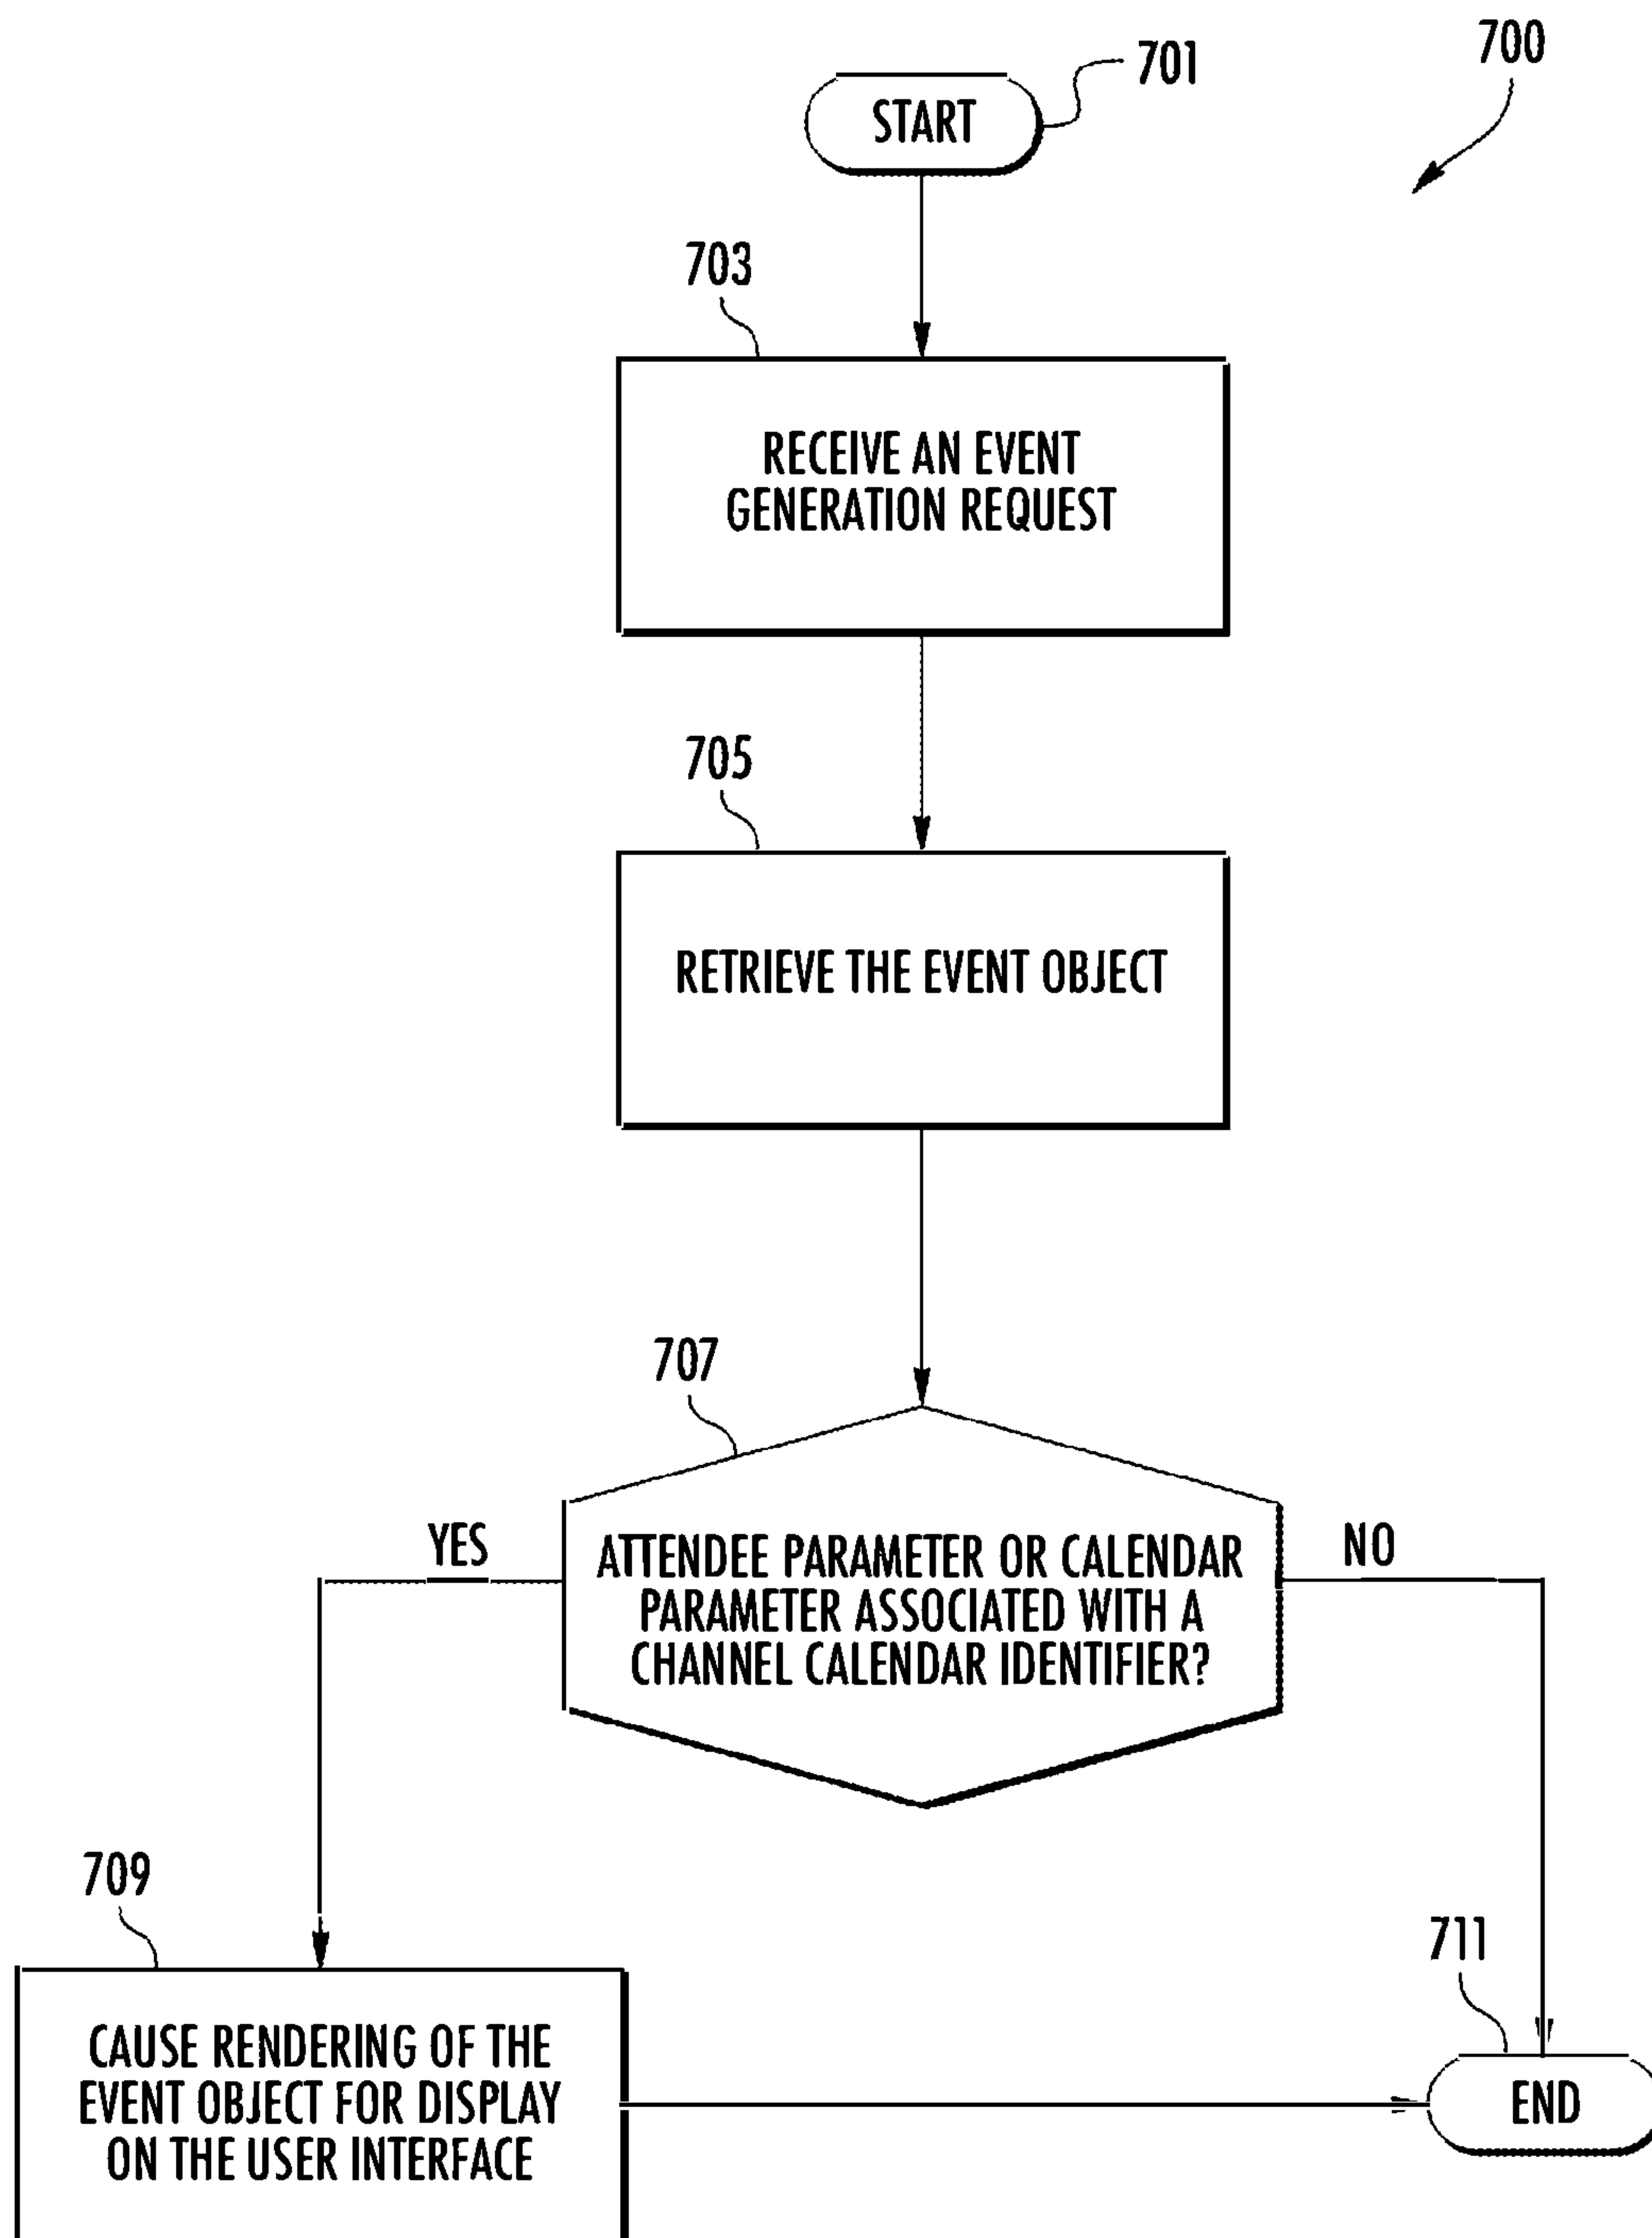 700
701
START
703
RECEIVE AN EVENT
GENERATION REQUEST
705
RETRIEVE THE EVENT OBJECT
707
YES
ATTENDEE PARAMETER OR CALENDAR
PARAMETER ASSOCIATED WITH A
CHANNEL CALENDAR IDENTIFIER?
NO
709
CAUSE RENDERING OF THE
EVENT OBJECT FOR DISPLAY
ON THE USER INTERFACE
711
END